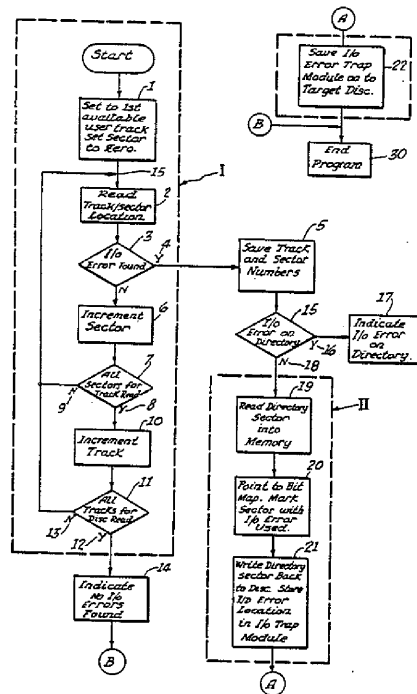 Start
1
Set to 1st
available
user track
Set Sector
to Zero.
15
Read
Track/sector
Location
2
I
3
I/o
Error Found
4
Y
N
Increment
Sector
6
7
All
Sectors for
Track Read
N
9
Y
8
10
Increment
Track
11
All
Tracks for
Disc Read
N
13
12
Y
14
Indicate
No I/o
Errors
Found
B
5
Save Track
and Sector
Numbers
15
I/o
Error on
Directory
Y
16
17
Indicate
I/o Error
on
Directory.
N
18
19
II
Read Directory
Sector
into
Memory
20
Point to Bit
Map. Mark
Sector with
I/o Error
Used.
21
Write Directory
sector Back
to Disc. Store
I/o Error
Location
in I/o Trap
Module
A
A
Save I/o
Error Trap
Module on to
Target Disc.
22
B
End
Program
30